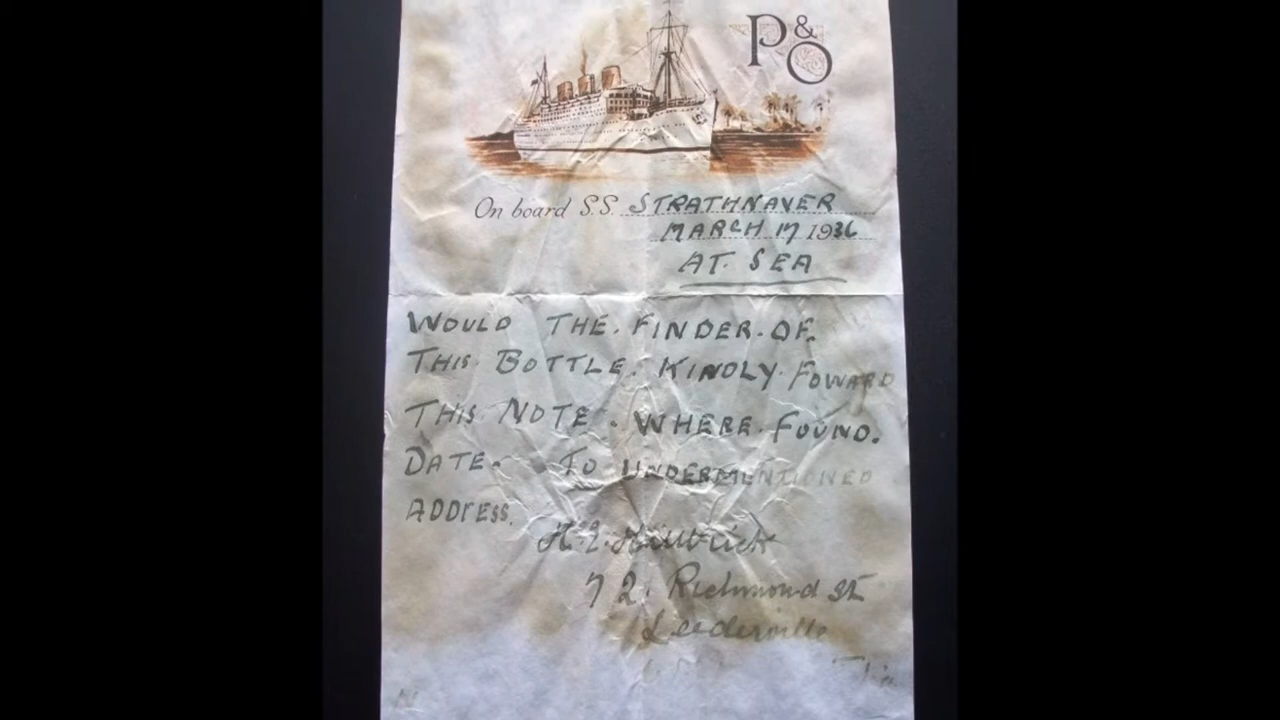 P&O
On board S.S. STRATHNAVER
MARCH 17 1936
AT SEA
WOULD THE. FINDER. OF.
THIS BOTTLE. KINDLY FOWARD
THIS NOTE. WHERE. FOUND.
DATE. TO UNDERMENTIONED
ADDRESS.
H.E.
72. Richmond St
Leederville